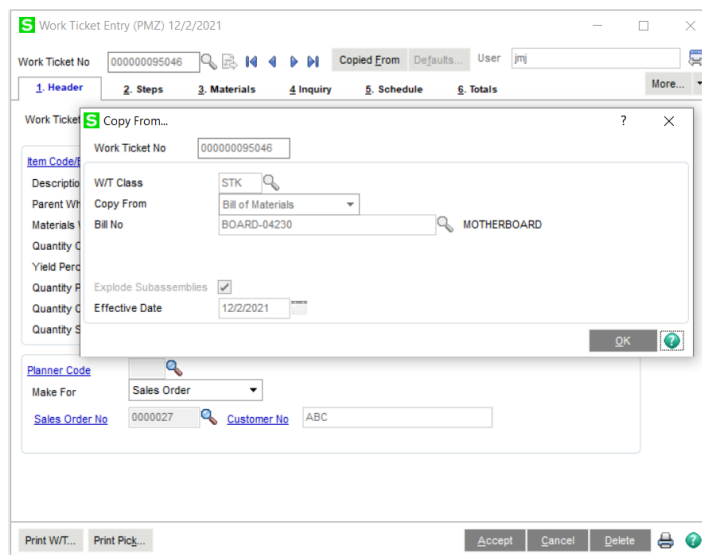 S Work Ticket Entry (PMZ) 12/2/2021
Work Ticket No 000000095046 Copied From Defaults... User jmj
1. Header 2. Steps 3. Materials 4 Inquiry 5. Schedule 6. Totals More...
Work Ticket
S Copy From... ?
Work Ticket No 000000095046
Item Code/
W/T Class STK
Descriptio
Copy From Bill of Materials
Parent Wh
Bill No BOARD-04230 MOTHERBOARD
Materials
Quantity C
Yield Perc
Quantity P
Explode Subassemblies
Quantity C
Effective Date 12/2/2021
Quantity S
OK ?
Planner Code
Make For Sales Order
Sales Order No 0000027 Customer No ABC
Print W/T... Print Pick... Accept Cancel Delete ?